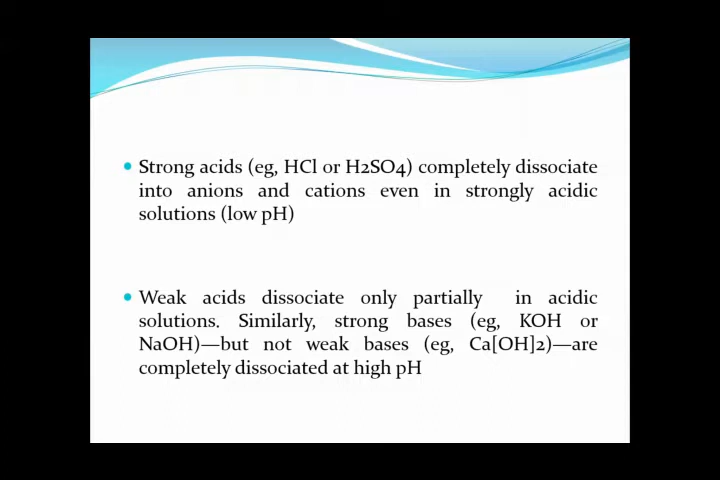 Strong acids (eg, HCl or H2SO4) completely dissociate
into anions and cations even in strongly acidic
solutions (low pH)
Weak acids dissociate only partially in acidic
solutions. Similarly, strong bases (eg, KOH or
NaOH)—but not weak bases (eg, Ca[OH]2)—are
completely dissociated at high pH